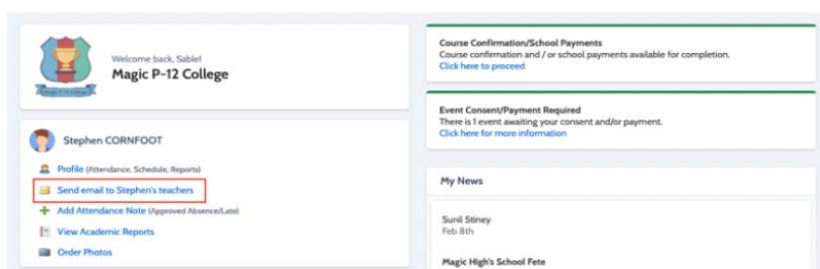 Welcome back, Sable!
Magic P-12 College
Stephen CORNFOOT
Profile (Attendance, Schedule, Reports)
Send email to Stephen's teachers
Add Attendance Note (Approved Absence/Late)
View Academic Reports
Order Photos
Course Confirmation/School Payments
Course confirmation and / or school payments available for completion.
Click here to proceed
Event Consent/Payment Required
There is 1 event awaiting your consent and/or payment.
Click here for more information
My News
Sunil Stiney
Feb 8th
Magic High's School Fete